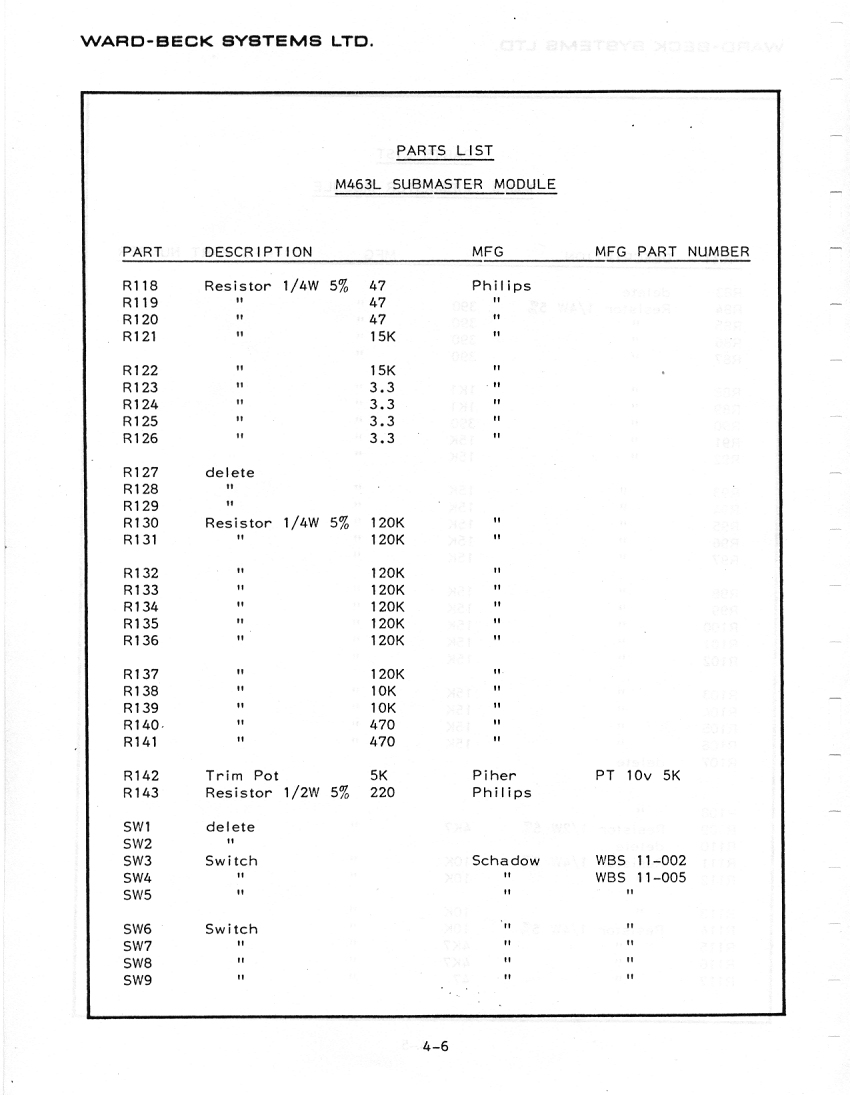 WARD-BECK SYSTEMS LTD.
PARTS LIST
M463L SUBMASTER MODULE
PART DESCRIPTION MFG MFG PART NUMBER
R118 Resistor 1/4W 5% 47 Philips
R119 " 47 "
R120 " 47 "
R121 " 15K "
R122 " 15K "
R123 " 3.3 "
R124 " 3.3 "
R125 " 3.3 "
R126 " 3.3 "
R127 delete
R128 "
R129 "
R130 Resistor 1/4W 5% 120K "
R131 " 120K "
R132 " 120K "
R133 " 120K "
R134 " 120K "
R135 " 120K "
R136 " 120K "
R137 " 120K "
R138 " 10K "
R139 " 10K "
R140 " 470 "
R141 " 470 "
R142 Trim Pot 5K Piher PT 10v 5K
R143 Resistor 1/2W 5% 220 Philips
SW1 delete
SW2 "
SW3 Switch Schadow WBS 11-002
SW4 " " WBS 11-005
SW5 " " "
SW6 Switch " "
SW7 " " "
SW8 " " "
SW9 " " "
4-6